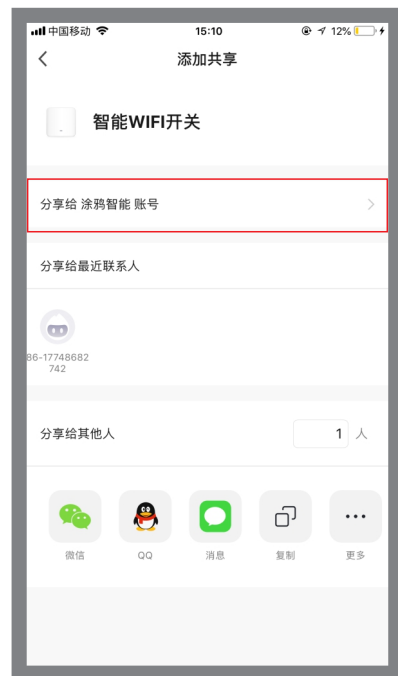 中国移动 15:10 12%
添加共享
智能WIFI开关
分享给 涂鸦智能 账号
分享给最近联系人
86-17748682
742
分享给其他人 1 人
微信 QQ 消息 复制 更多